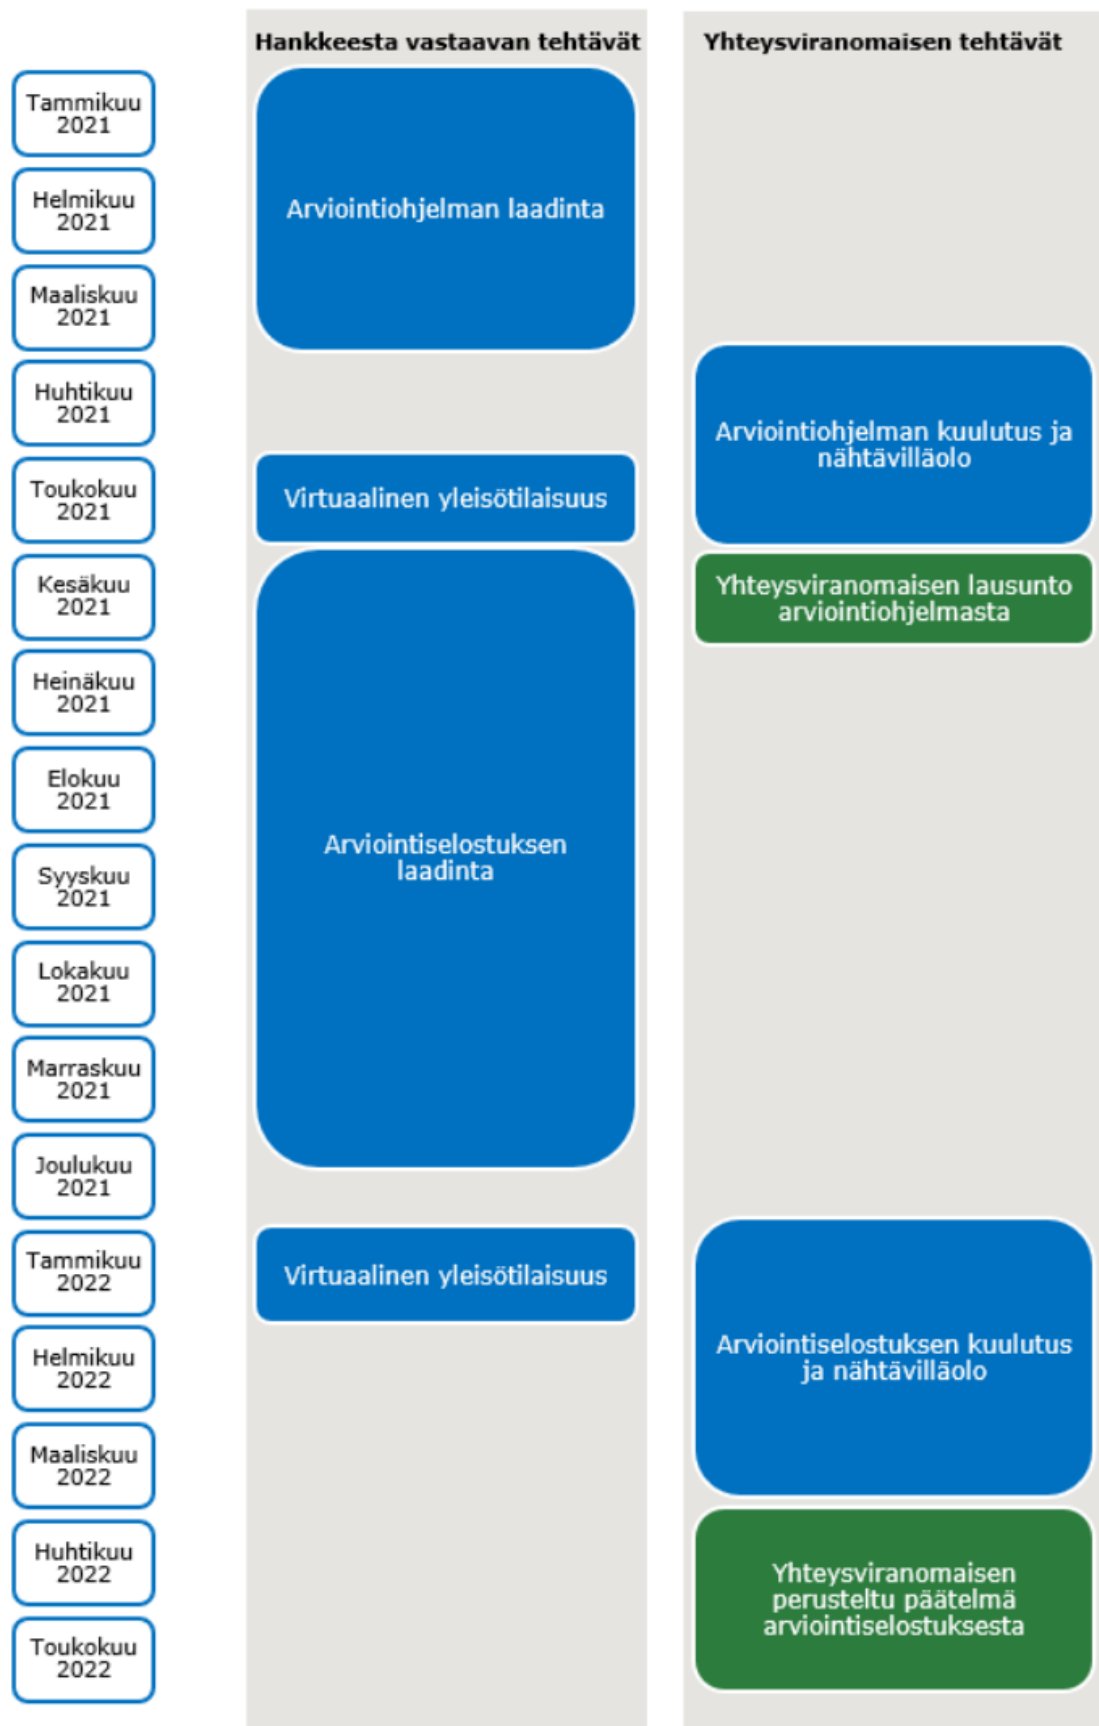 Hankkeesta vastaavan tehtävät
Yhteysviranomaisen tehtävät
Tammikuu
2021
Helmikuu
2021
Maaliskuu
2021
Huhtikuu
2021
Toukokuu
2021
Kesäkuu
2021
Heinäkuu
2021
Elokuu
2021
Syyskuu
2021
Lokakuu
2021
Marraskuu
2021
Joulukuu
2021
Tammikuu
2022
Helmikuu
2022
Maaliskuu
2022
Huhtikuu
2022
Toukokuu
2022
Arviointiohjelman laadinta
Virtuaalinen yleisötilaisuus
Arviointiselostuksen
laadinta
Virtuaalinen yleisötilaisuus
Arviointiohjelman kuulutus ja
nähtävilläolo
Yhteysviranomaisen lausunto
arviointiohjelmasta
Arviointiselostuksen kuulutus
ja nähtävilläolo
Yhteysviranomaisen
perusteltu päätelmä
arviointiselostuksesta